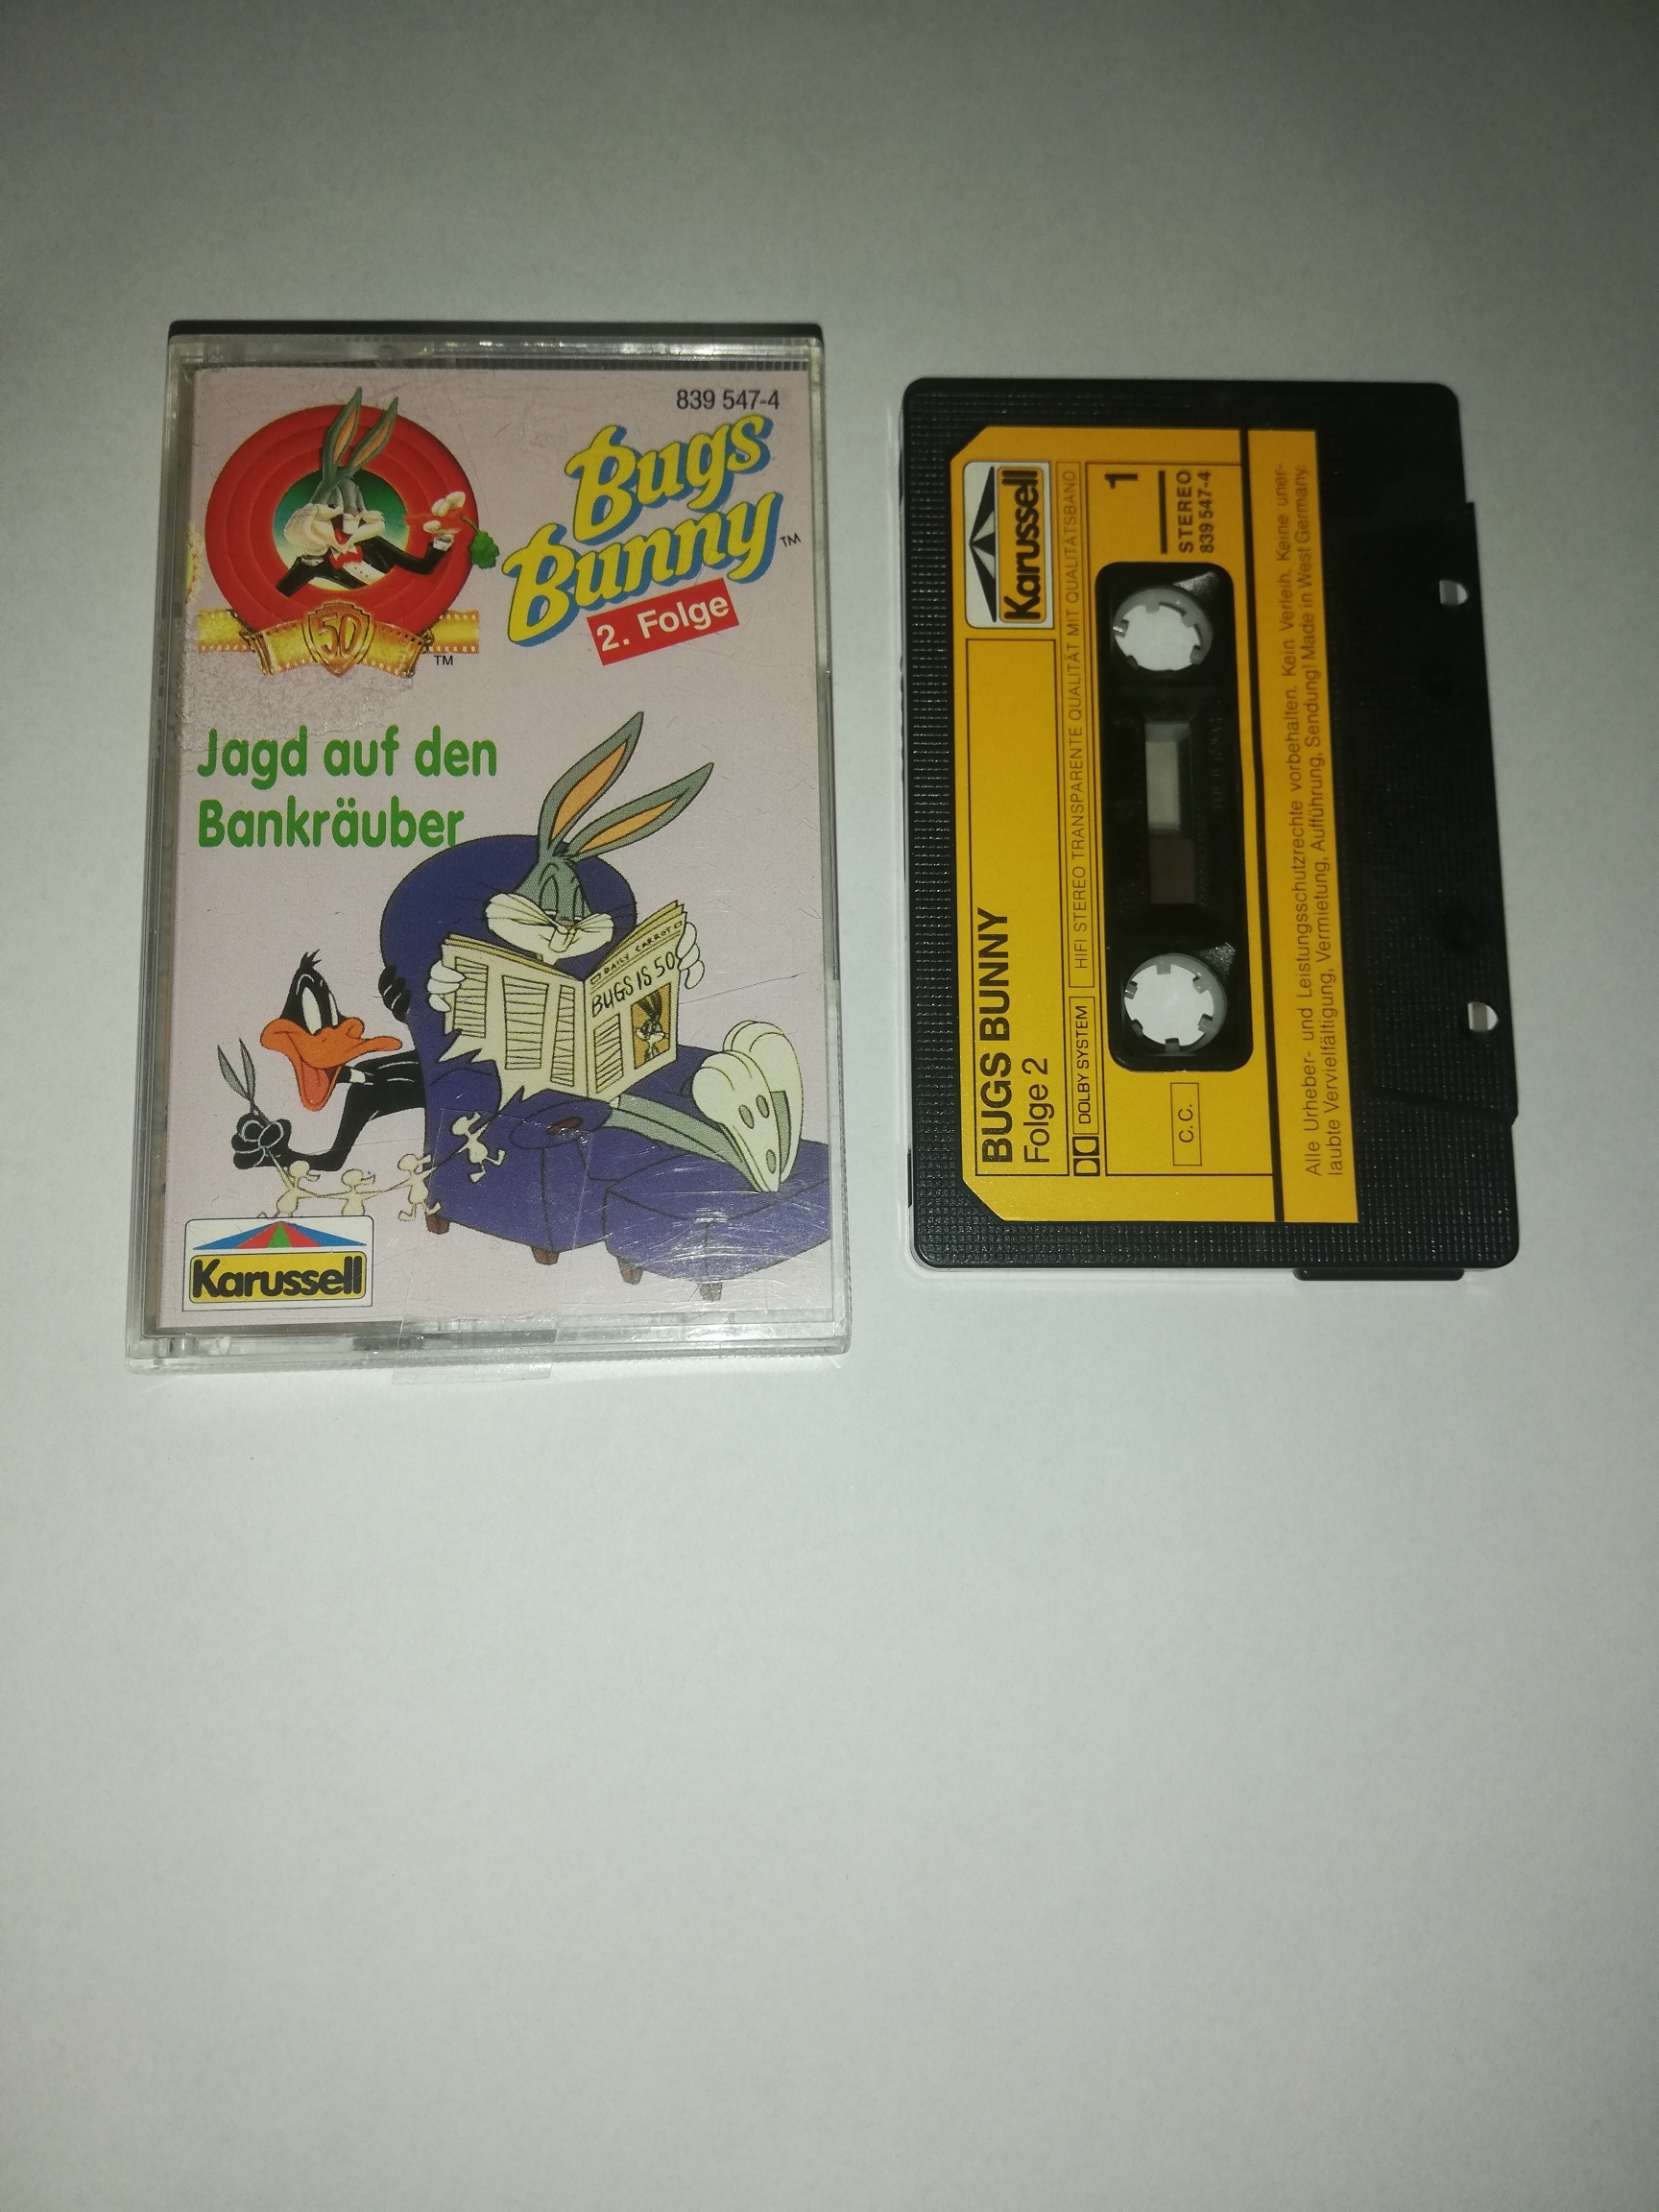 839 547-4
Bugs
Bunny™
2. Folge
50
TM
Jagd auf den
Bankräuber
DAILY CARROT
BUGS IS 50
Karussell
Karussell
BUGS BUNNY
Folge 2
DOLBY SYSTEM
HIFI STEREO TRANSPARENTE QUALITÄT MIT QUALITÄTSBAND
1
STEREO
839 547-4
C.C.
Alle Urheber- und Leistungsschutzrechte vorbehalten. Kein Verleih. Keine uner-
laubte Vervielfältigung, Vermietung, Aufführung, Sendung! Made in West Germany